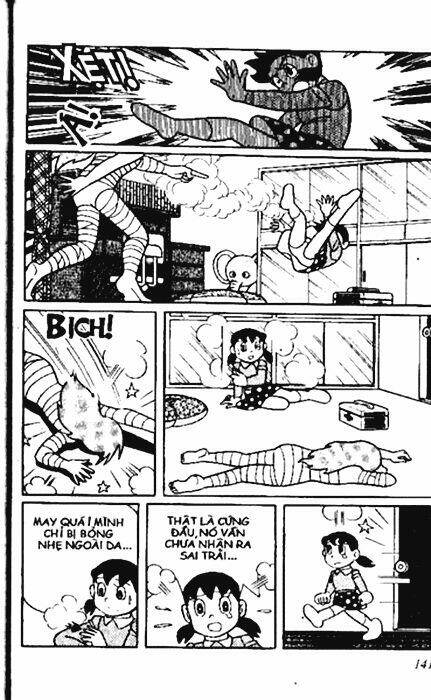 XẸT!
A!!
BỊCH!
MAY QUÁ! MÌNH
CHỈ BỊ BỎNG
NHẸ NGOÀI DA...
THẬT LÀ CỨNG
ĐẦU, NÓ VẪN
CHƯA NHẬN RA
SAI TRÁI...
141